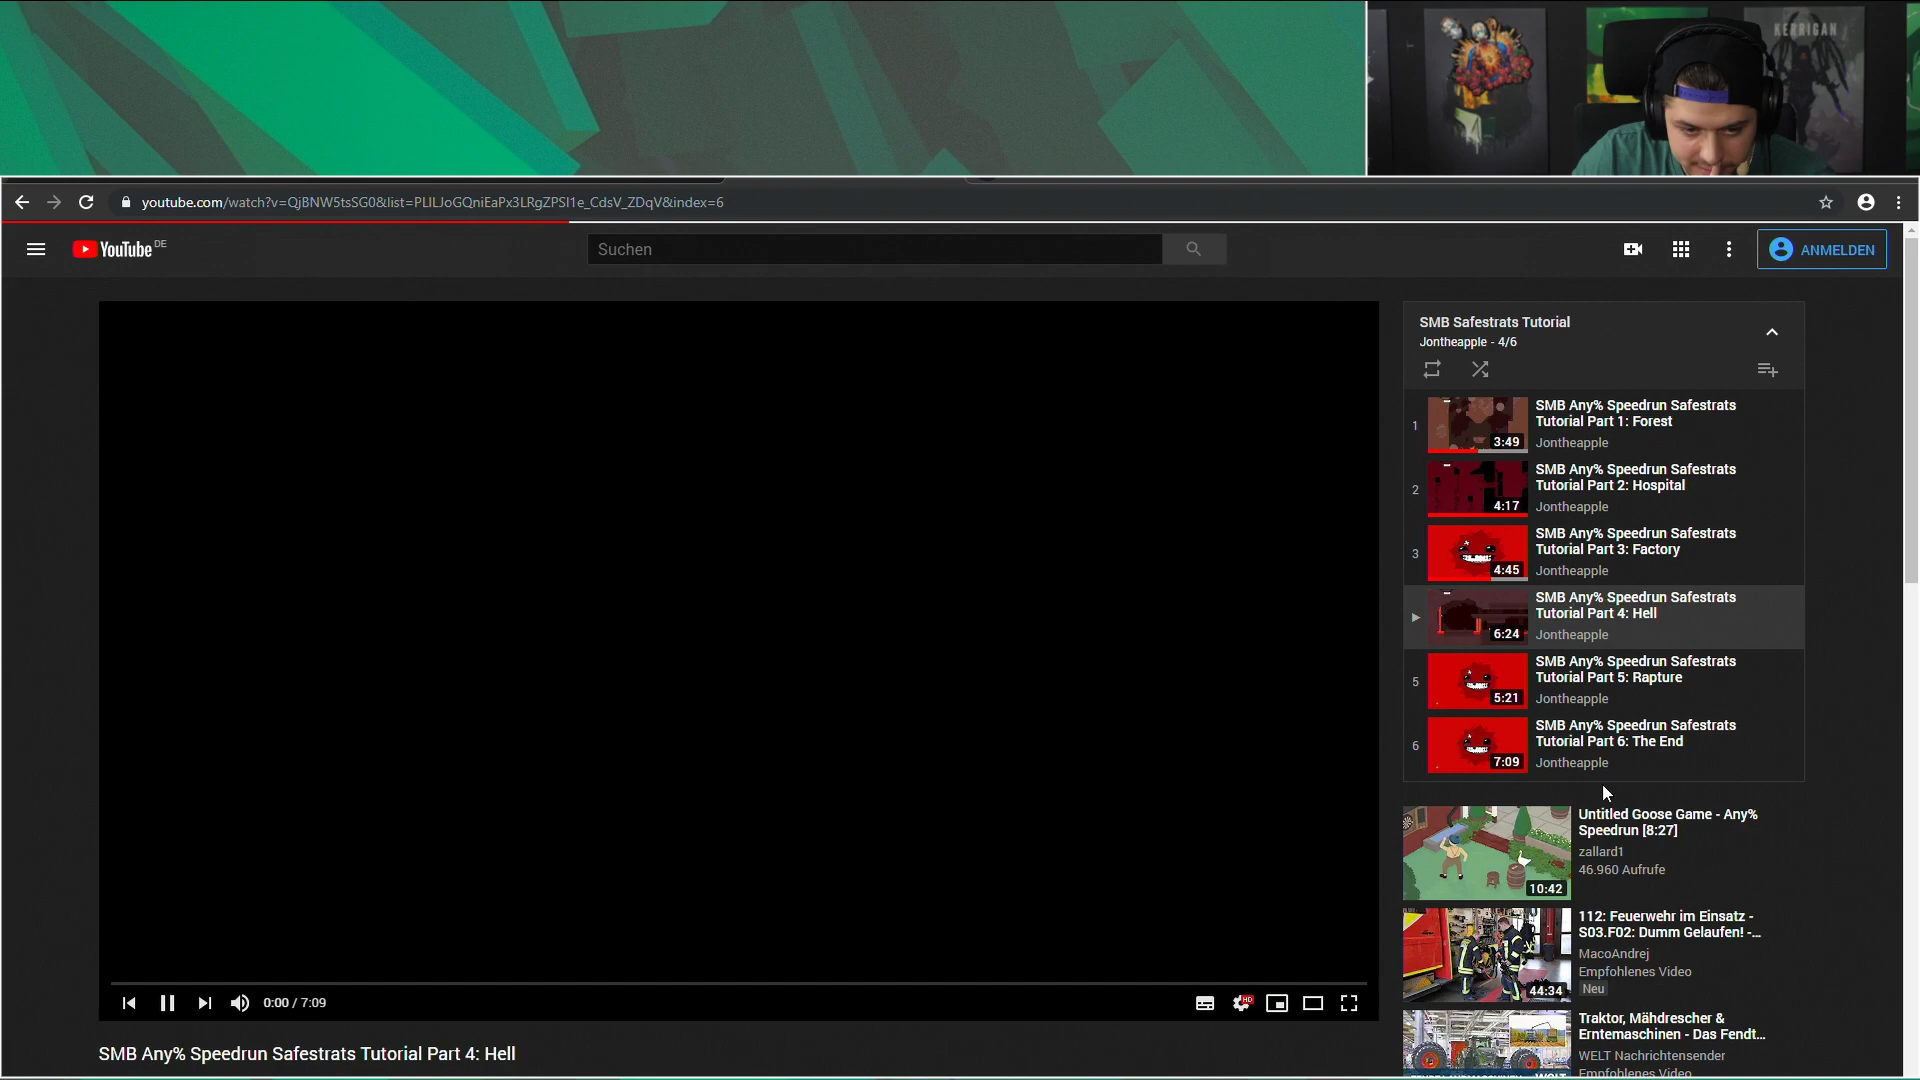 KERRIGAN
youtube.com/watch?v=QjBNW5tsSG0&list=PLlLJoGQniEaPx3LRgZPSl1e_CdsV_ZDqV&index=6
YouTube DE
Suchen
ANMELDEN
SMB Safestrats Tutorial
Jontheapple - 4/6
1
3:49
SMB Any% Speedrun Safestrats
Tutorial Part 1: Forest
Jontheapple
2
4:17
SMB Any% Speedrun Safestrats
Tutorial Part 2: Hospital
Jontheapple
3
4:45
SMB Any% Speedrun Safestrats
Tutorial Part 3: Factory
Jontheapple
6:24
SMB Any% Speedrun Safestrats
Tutorial Part 4: Hell
Jontheapple
5
5:21
SMB Any% Speedrun Safestrats
Tutorial Part 5: Rapture
Jontheapple
6
7:09
SMB Any% Speedrun Safestrats
Tutorial Part 6: The End
Jontheapple
Untitled Goose Game - Any%
Speedrun [8:27]
zallard1
46.960 Aufrufe
10:42
112: Feuerwehr im Einsatz -
S03.F02: Dumm Gelaufen! -...
MacoAndrej
Empfohlenes Video
Neu
44:34
Traktor, Mähdrescher &
Erntemaschinen - Das Fendt...
WELT Nachrichtensender
Empfohlenes Video
0:00 / 7:09
HD
SMB Any% Speedrun Safestrats Tutorial Part 4: Hell